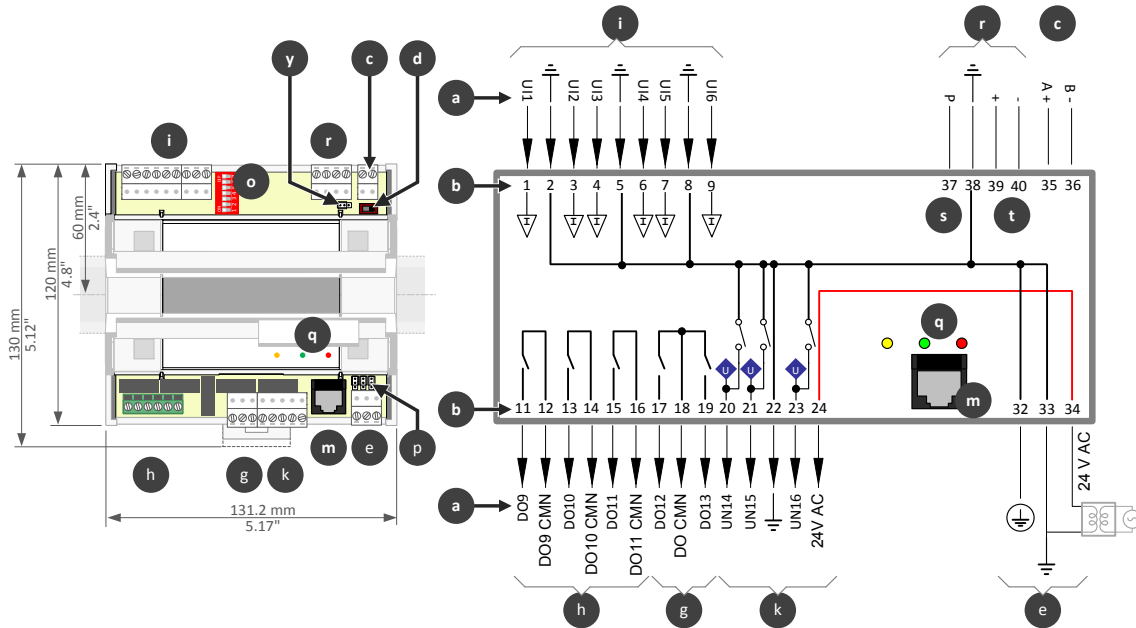 i r c
y c d
a UI1 UI2 UI3 UI4 UI5 UI6 P + - A + B -
i r
o
b 1 2 3 4 5 6 7 8 9 37 38 39 40 35 36
s t
60 mm
2.4"
120 mm
4.8"
130 mm
5.12"
q
q
U U U
m
b 11 12 13 14 15 16 17 18 19 20 21 22 23 24 32 33 34
h g k m e p
a DO9 DO9 CMN DO10 DO10 CMN DO11 DO11 CMN DO12 DO CMN DO13 UN14 UN15 UN16 24V AC 24 V AC
131.2 mm
5.17"
h g k e